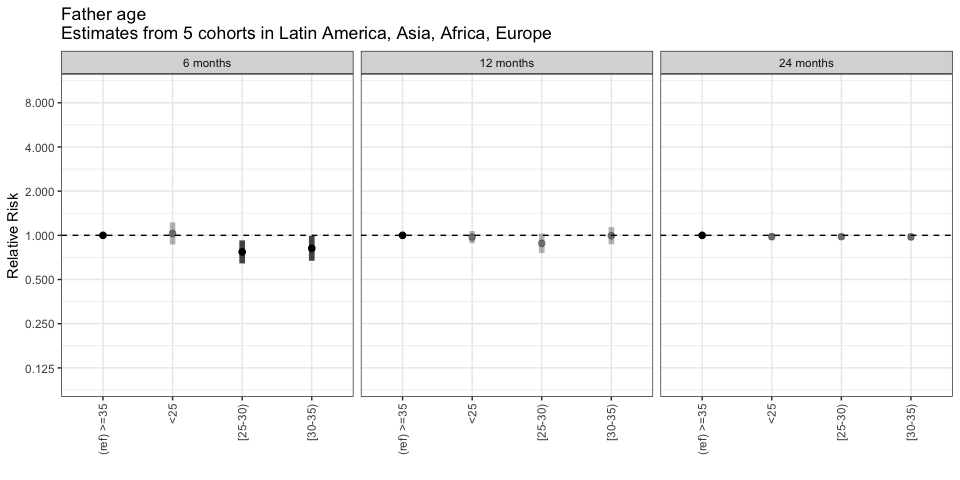 Father age
Estimates from 5 cohorts in Latin America, Asia, Africa, Europe
6 months
12 months
24 months
Relative Risk
8.000
4.000
2.000
1.000
0.500
0.250
0.125
(ref) >=35
<25
[25-30)
[30-35)
(ref) >=35
<25
[25-30)
[30-35)
(ref) >=35
<25
[25-30)
[30-35)